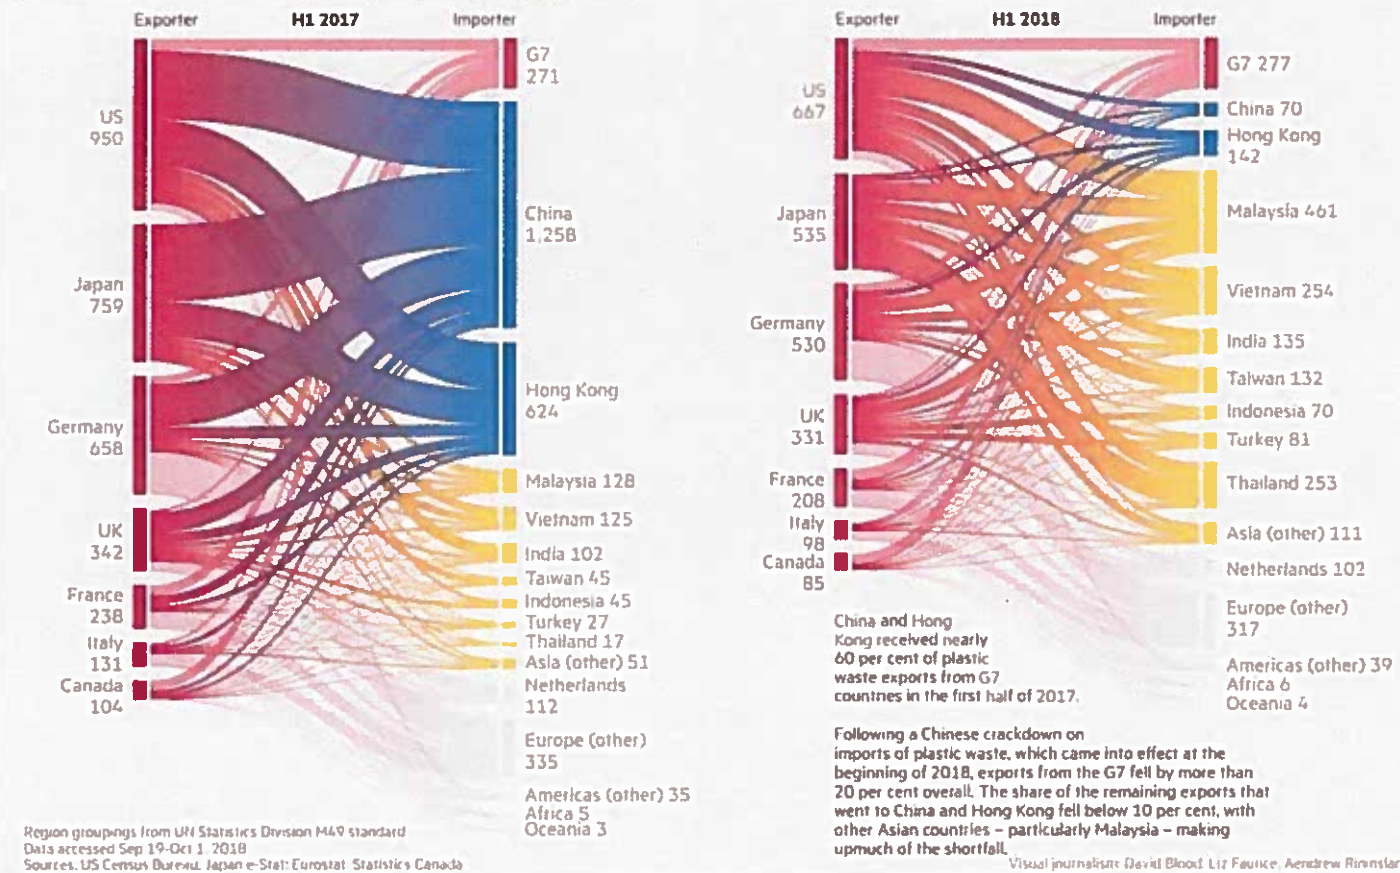 Exporter
H1 2017
Importer
US
950
Japan
759
Germany
658
UK
342
France
238
Italy
131
Canada
104
G7
271
China
1,258
Hong Kong
624
Malaysia 128
Vietnam 125
India 102
Taiwan 45
Indonesia 45
Turkey 27
Thailand 17
Asia (other) 51
Netherlands
112
Europe (other)
335
Americas (other) 35
Africa 5
Oceania 3
Region groupings from UN Statistics Division M49 standard
Data accessed Sep 19-Oct 1, 2018
Sources: US Census Bureau, Japan e-Stat; Eurostat Statistics Canada
Exporter
H1 2018
Importer
US
667
Japan
535
Germany
530
UK
331
France
208
Italy
98
Canada
85
G7 277
China 70
Hong Kong
142
Malaysia 461
Vietnam 254
India 135
Taiwan 132
Indonesia 70
Turkey 81
Thailand 253
Asia (other) 111
Netherlands 102
Europe (other)
317
Americas (other) 39
Africa 6
Oceania 4
China and Hong
Kong received nearly
60 per cent of plastic
waste exports from G7
countries in the first half of 2017.
Following a Chinese crackdown on
imports of plastic waste, which came into effect at the
beginning of 2018, exports from the G7 fell by more than
20 per cent overall. The share of the remaining exports that
went to China and Hong Kong fell below 10 per cent, with
other Asian countries – particularly Malaysia – making
upmuch of the shortfall.
Visual journalism: David Blood, Liz Faunce, Aendrew Rininsland